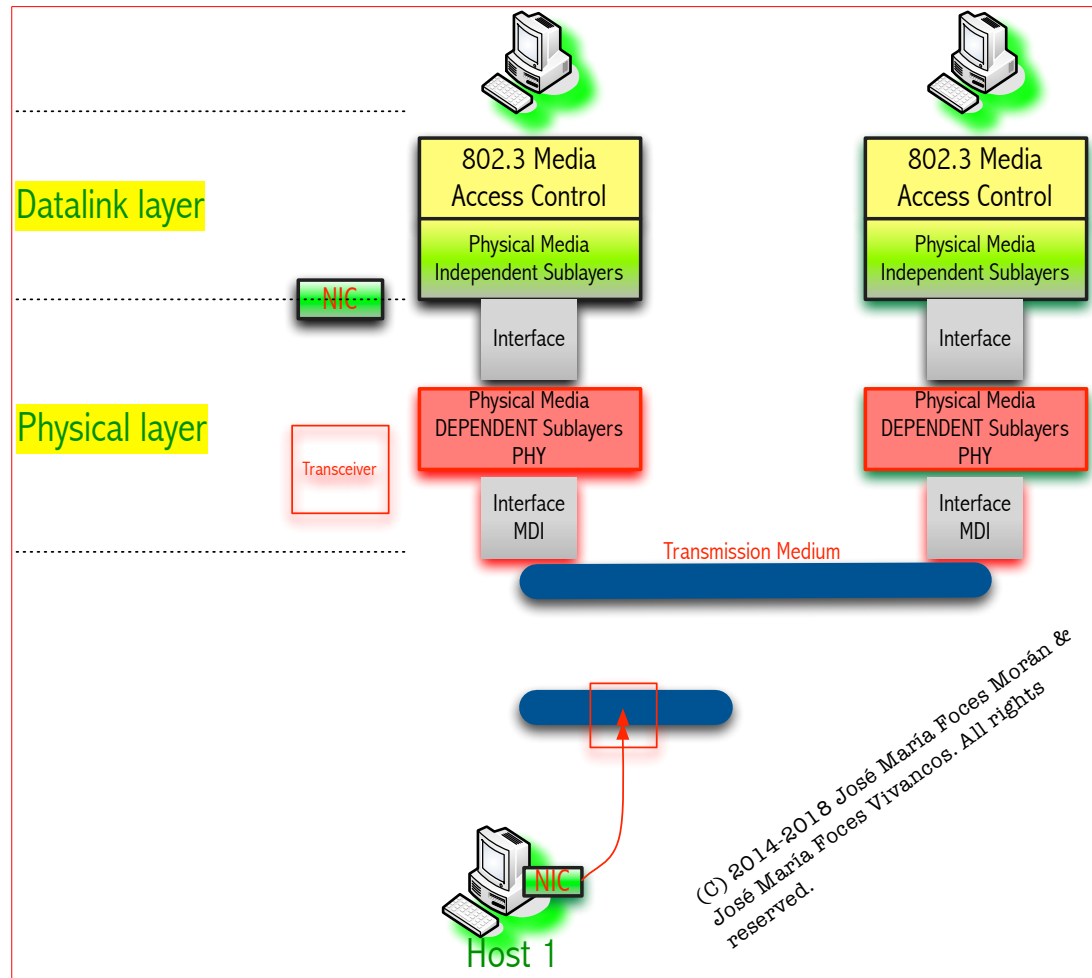 802.3 Media
Access Control
802.3 Media
Access Control
Datalink layer
Physical Media
Independent Sublayers
Physical Media
Independent Sublayers
NIC
Interface
Interface
Physical layer
Physical Media
DEPENDENT Sublayers
PHY
Physical Media
DEPENDENT Sublayers
PHY
Transceiver
Interface
MDI
Interface
MDI
Transmission Medium
(C) 2014-2018 José María Foces Morán &
José María Foces Vivancos. All rights
reserved.
NIC
Host 1